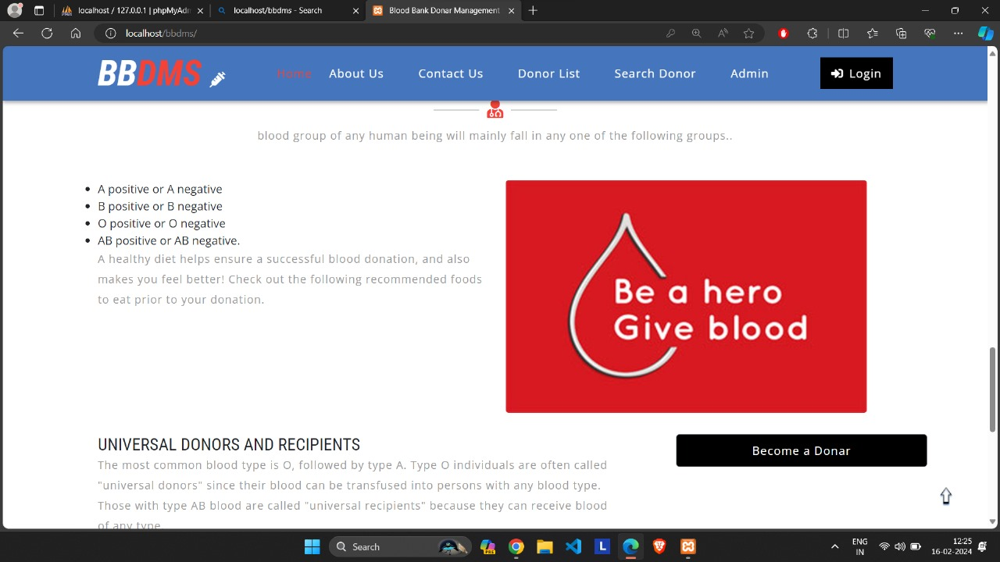 localhost / 127.0.0.1 | phpMyAdm
localhost/bbdms - Search
Blood Bank Donar Management
localhost/bbdms/
BBDMS
Home
About Us
Contact Us
Donor List
Search Donor
Admin
Login
blood group of any human being will mainly fall in any one of the following groups..
A positive or A negative
B positive or B negative
O positive or O negative
AB positive or AB negative.
A healthy diet helps ensure a successful blood donation, and also
makes you feel better! Check out the following recommended foods
to eat prior to your donation.
Be a hero
Give blood
UNIVERSAL DONORS AND RECIPIENTS
Become a Donar
The most common blood type is O, followed by type A. Type O individuals are often called
"universal donors" since their blood can be transfused into persons with any blood type.
Those with type AB blood are called "universal recipients" because they can receive blood
of any type.
Search
ENG
IN
12:25
16-02-2024